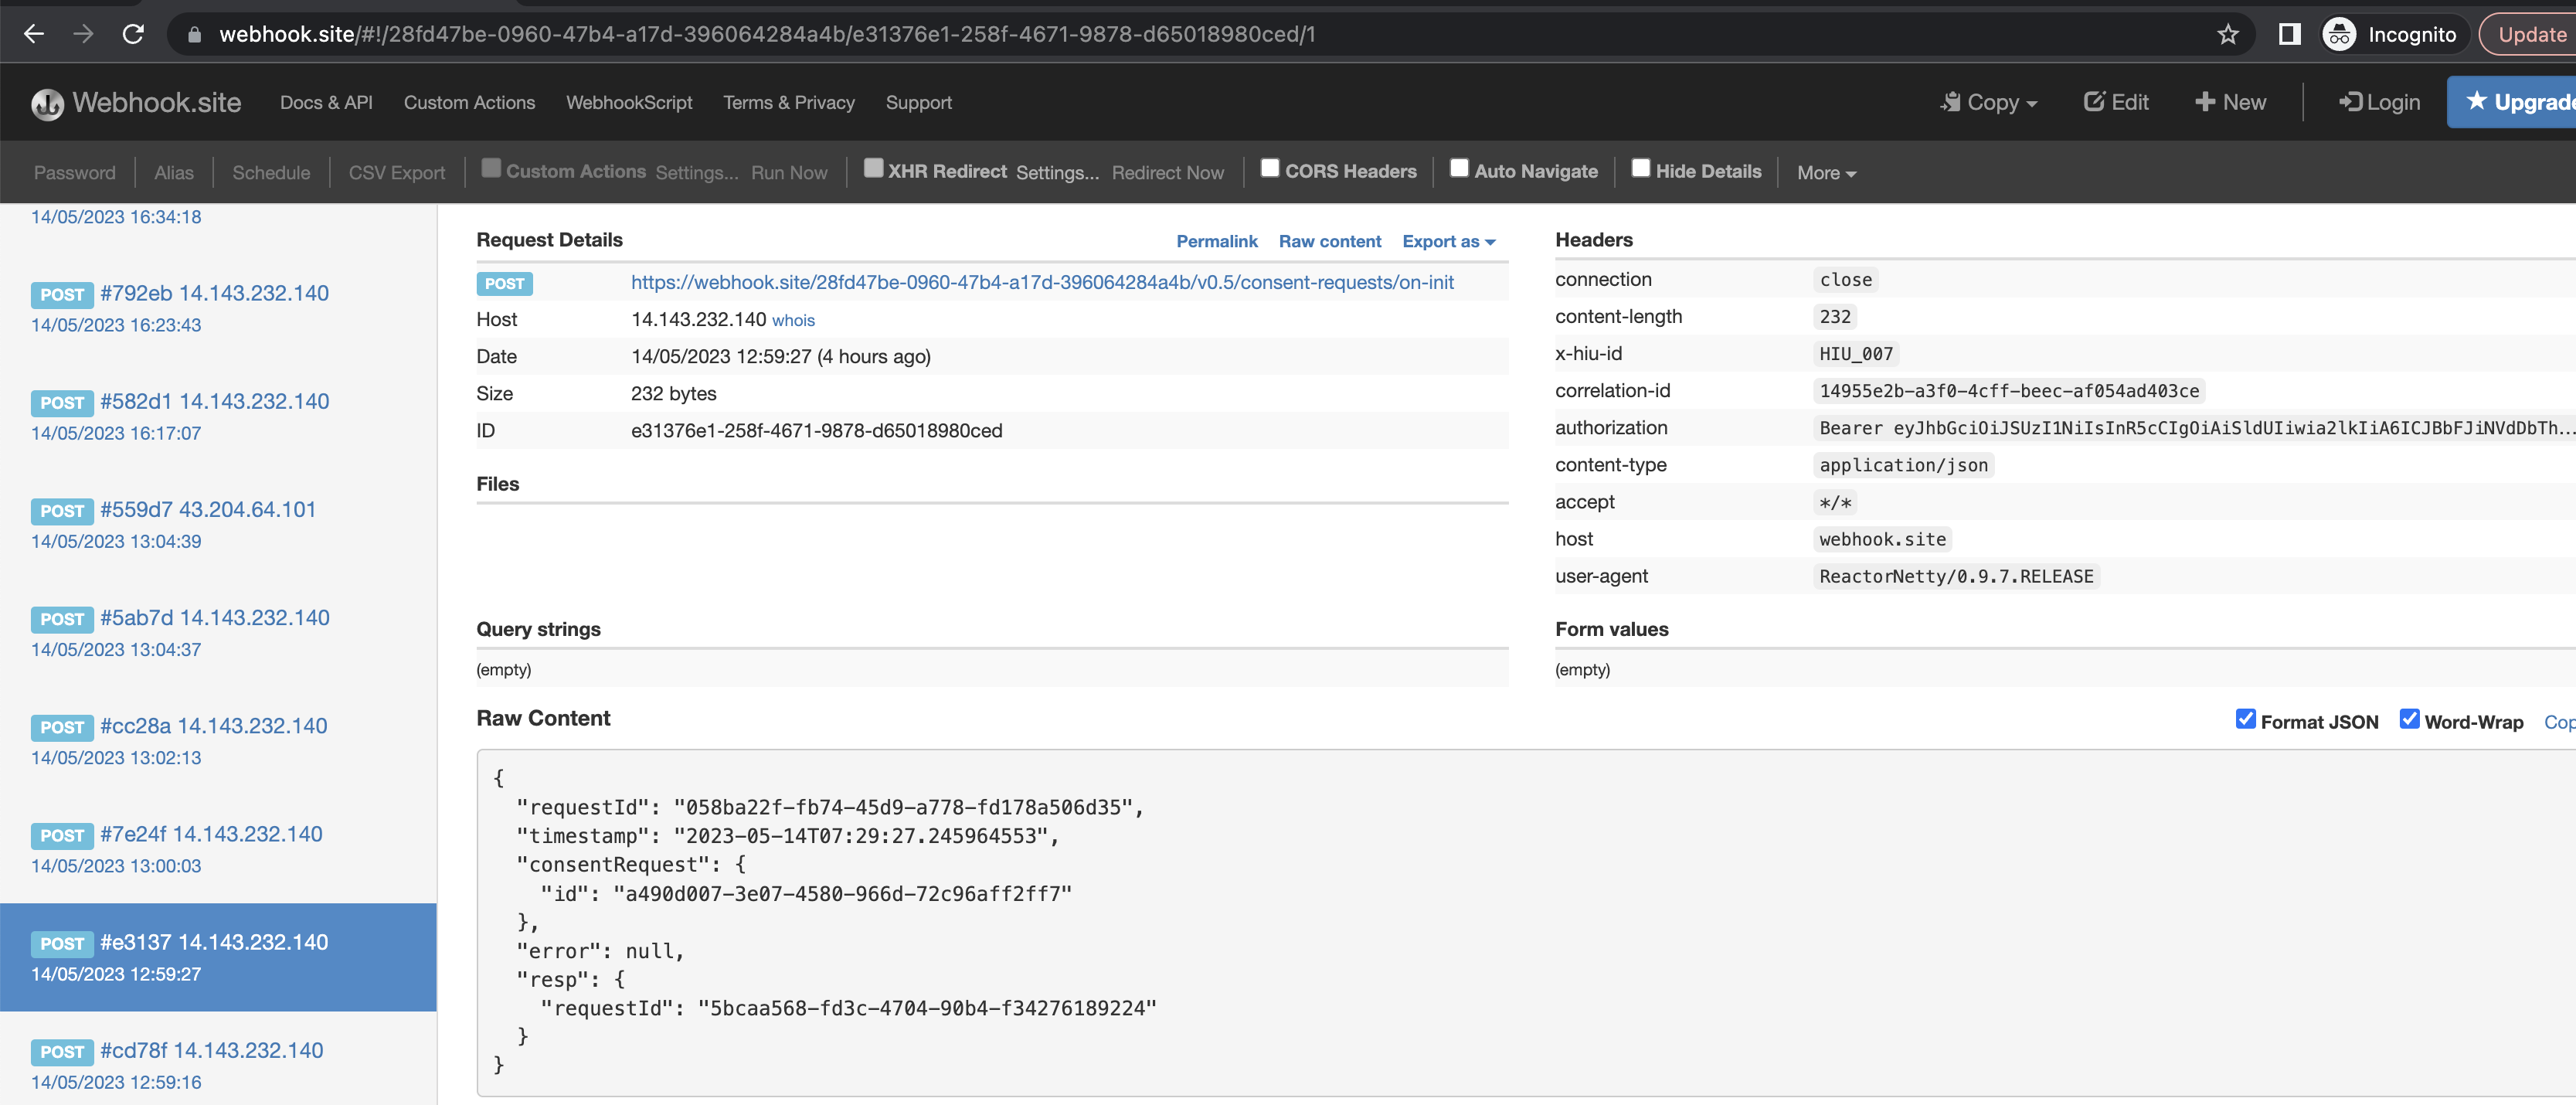 webhook.site/#!/28fd47be-0960-47b4-a17d-396064284a4b/e31376e1-258f-4671-9878-d65018980ced/1
Incognito
Update
Webhook.site Docs & API Custom Actions WebhookScript Terms & Privacy Support Copy Edit New Login Upgrade
Password Alias Schedule CSV Export Custom Actions Settings... Run Now XHR Redirect Settings... Redirect Now CORS Headers Auto Navigate Hide Details More
14/05/2023 16:34:18
POST #792eb 14.143.232.140
14/05/2023 16:23:43
POST #582d1 14.143.232.140
14/05/2023 16:17:07
POST #559d7 43.204.64.101
14/05/2023 13:04:39
POST #5ab7d 14.143.232.140
14/05/2023 13:04:37
POST #cc28a 14.143.232.140
14/05/2023 13:02:13
POST #7e24f 14.143.232.140
14/05/2023 13:00:03
POST #e3137 14.143.232.140
14/05/2023 12:59:27
POST #cd78f 14.143.232.140
14/05/2023 12:59:16
Request Details Permalink Raw content Export as
POST https://webhook.site/28fd47be-0960-47b4-a17d-396064284a4b/v0.5/consent-requests/on-init
Host 14.143.232.140 whois
Date 14/05/2023 12:59:27 (4 hours ago)
Size 232 bytes
ID e31376e1-258f-4671-9878-d65018980ced
Files
Query strings
(empty)
Headers
connection close
content-length 232
x-hiu-id HIU_007
correlation-id 14955e2b-a3f0-4cff-beec-af054ad403ce
authorization Bearer eyJhbGciOiJSUzI1NiIsInR5cCIgOiAiSldUIiwia2lkIiA6ICJBbFJiNVdDbTh...
content-type application/json
accept */*
host webhook.site
user-agent ReactorNetty/0.9.7.RELEASE
Form values
(empty)
Raw Content Format JSON Word-Wrap Cop
{
"requestId": "058ba22f-fb74-45d9-a778-fd178a506d35",
"timestamp": "2023-05-14T07:29:27.245964553",
"consentRequest": {
"id": "a490d007-3e07-4580-966d-72c96aff2ff7"
},
"error": null,
"resp": {
"requestId": "5bcaa568-fd3c-4704-90b4-f34276189224"
}
}